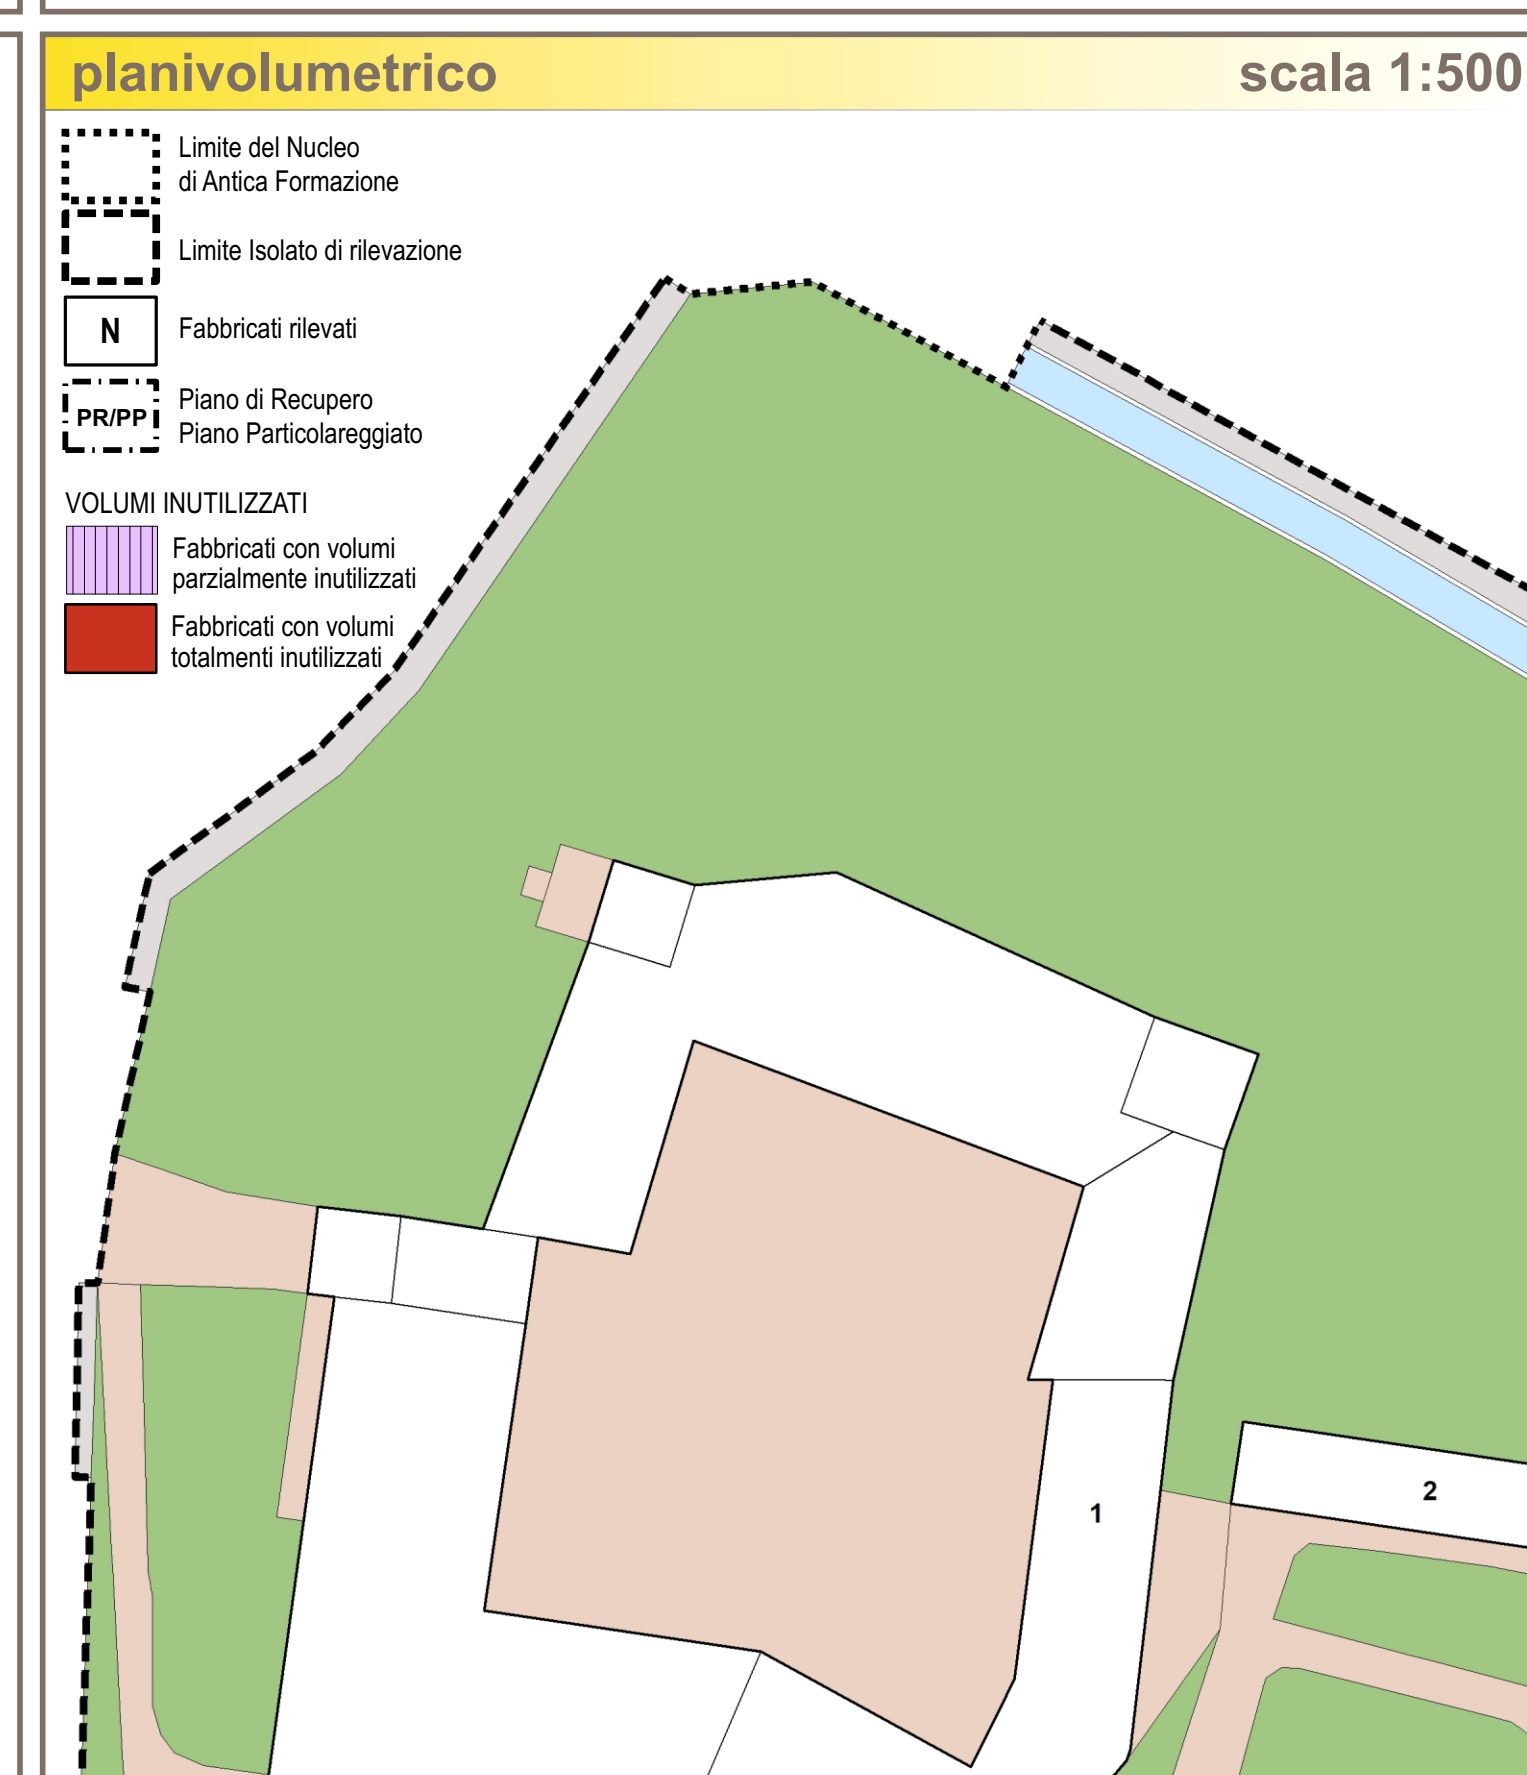 planivolumetrico
scala 1:500
Limite del Nucleo
di Antica Formazione
Limite Isolato di rilevazione
N
Fabbricati rilevati
PR/PP
Piano di Recupero
Piano Particolareggiato
VOLUMI INUTILIZZATI
Fabbricati con volumi
parzialmente inutilizzati
Fabbricati con volumi
totalmenti inutilizzati
2
1